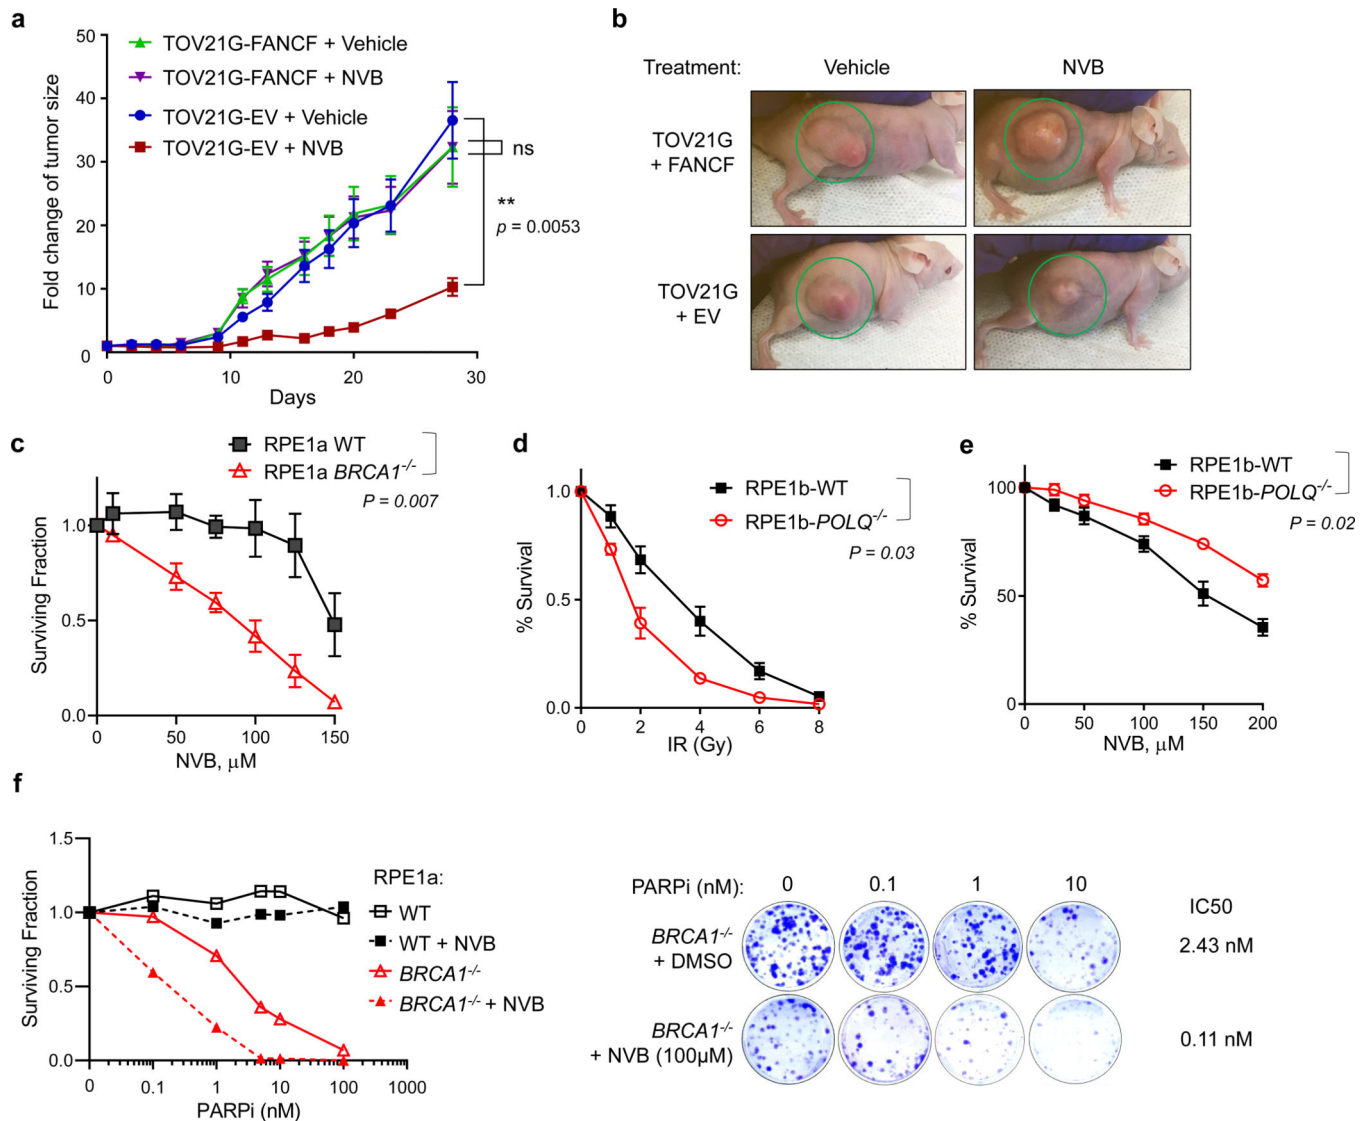 a
50
40
30
20
10
0
0
10
20
30
Fold change of tumor size
Days
TOV21G-FANCF + Vehicle
TOV21G-FANCF + NVB
TOV21G-EV + Vehicle
TOV21G-EV + NVB
ns
**
p = 0.0053
b
Treatment:
Vehicle
NVB
TOV21G
+ FANCF
TOV21G
+ EV
c
RPE1a WT
RPE1a BRCA1-/-
P = 0.007
1.0
0.5
0.0
0
50
100
150
Surviving Fraction
NVB, μM
d
RPE1b-WT
RPE1b-POLQ-/-
P = 0.03
1.0
0.5
0.0
0
2
4
6
8
% Survival
IR (Gy)
e
RPE1b-WT
RPE1b-POLQ-/-
P = 0.02
100
50
0
0
50
100
150
200
% Survival
NVB, μM
f
1.5
1.0
0.5
0.0
0
0.1
1
10
100
1000
Surviving Fraction
PARPi (nM)
RPE1a:
WT
WT + NVB
BRCA1-/-
BRCA1-/- + NVB
PARPi (nM):
0
0.1
1
10
IC50
BRCA1-/-
+ DMSO
2.43 nM
BRCA1-/-
+ NVB (100μM)
0.11 nM